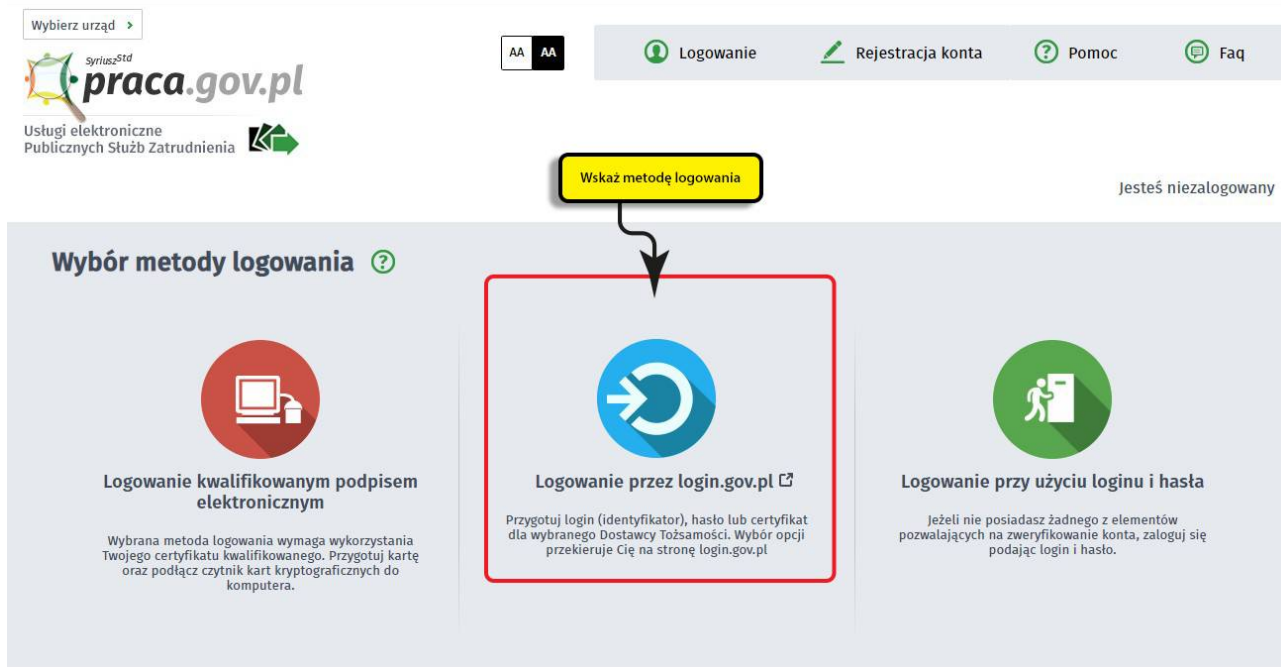 Wybierz urząd >
AA AA
Logowanie
Rejestracja konta
Pomoc
Faq
SyriuszStd
praca.gov.pl
Usługi elektroniczne
Publicznych Służb Zatrudnienia
Wskaż metodę logowania
Jesteś niezalogowany
Wybór metody logowania ?
Logowanie kwalifikowanym podpisem
elektronicznym
Wybrana metoda logowania wymaga wykorzystania
Twojego certyfikatu kwalifikowanego. Przygotuj kartę
oraz podłącz czytnik kart kryptograficznych do
komputera.
Logowanie przez login.gov.pl
Przygotuj login (identyfikator), hasło lub certyfikat
dla wybranego Dostawcy Tożsamości. Wybór opcji
przekieruje Cię na stronę login.gov.pl
Logowanie przy użyciu loginu i hasła
Jeżeli nie posiadasz żadnego z elementów
pozwalających na zweryfikowanie konta, zaloguj się
podając login i hasło.